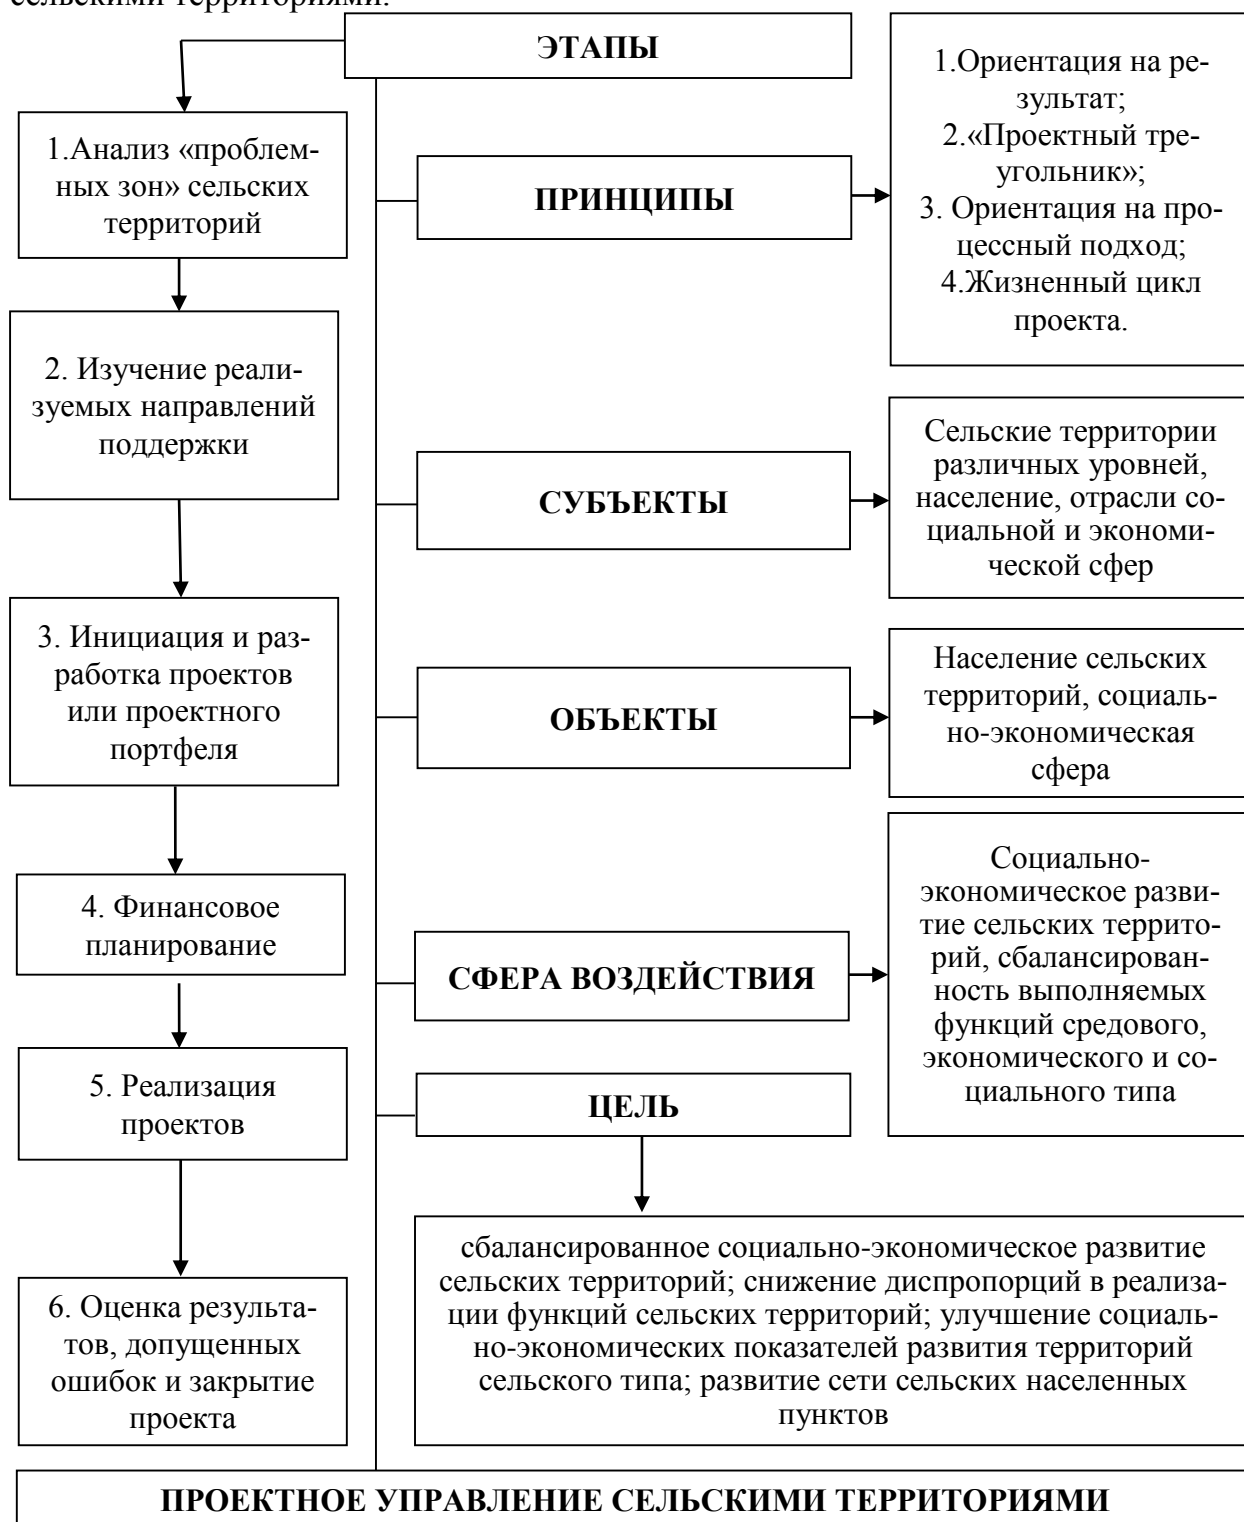 сельскими территориями.
ЭТАПЫ
1.Анализ «проблем-
ных зон» сельских
территорий
2. Изучение реали-
зуемых направлений
поддержки
3. Инициация и раз-
работка проектов
или проектного
портфеля
4. Финансовое
планирование
5. Реализация
проектов
6. Оценка результа-
тов, допущенных
ошибок и закрытие
проекта
ПРИНЦИПЫ
1.Ориентация на ре-
зультат;
2.«Проектный тре-
угольник»;
3. Ориентация на про-
цессный подход;
4.Жизненный цикл
проекта.
СУБЪЕКТЫ
Сельские территории
различных уровней,
население, отрасли со-
циальной и экономи-
ческой сфер
ОБЪЕКТЫ
Население сельских
территорий, социаль-
но-экономическая
сфера
СФЕРА ВОЗДЕЙСТВИЯ
Социально-
экономическое разви-
тие сельских террито-
рий, сбалансирован-
ность выполняемых
функций средового,
экономического и со-
циального типа
ЦЕЛЬ
сбалансированное социально-экономическое развитие
сельских территорий; снижение диспропорций в реализа-
ции функций сельских территорий; улучшение социаль-
но-экономических показателей развития территорий
сельского типа; развитие сети сельских населенных
пунктов
ПРОЕКТНОЕ УПРАВЛЕНИЕ СЕЛЬСКИМИ ТЕРРИТОРИЯМИ